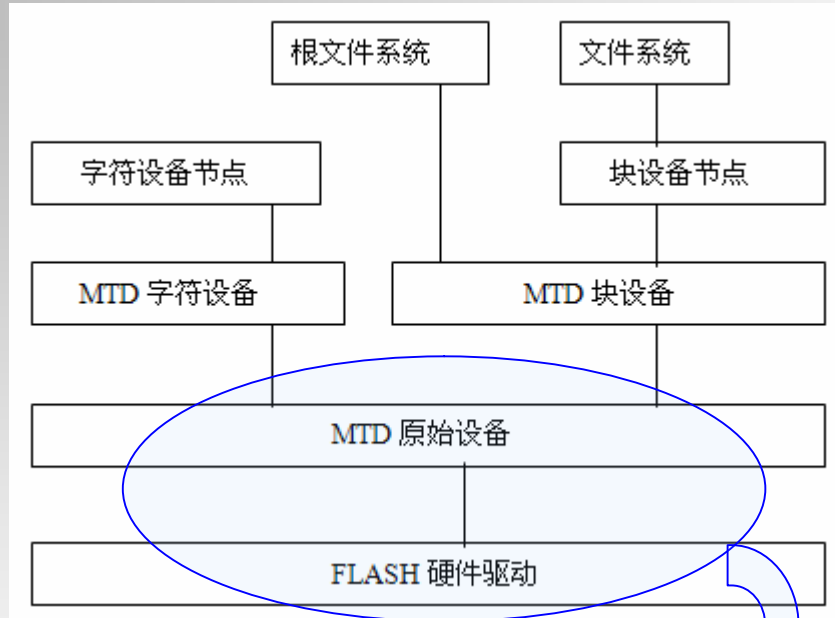 根文件系统
文件系统
字符设备节点
块设备节点
MTD 字符设备
MTD 块设备
MTD 原始设备
FLASH 硬件驱动